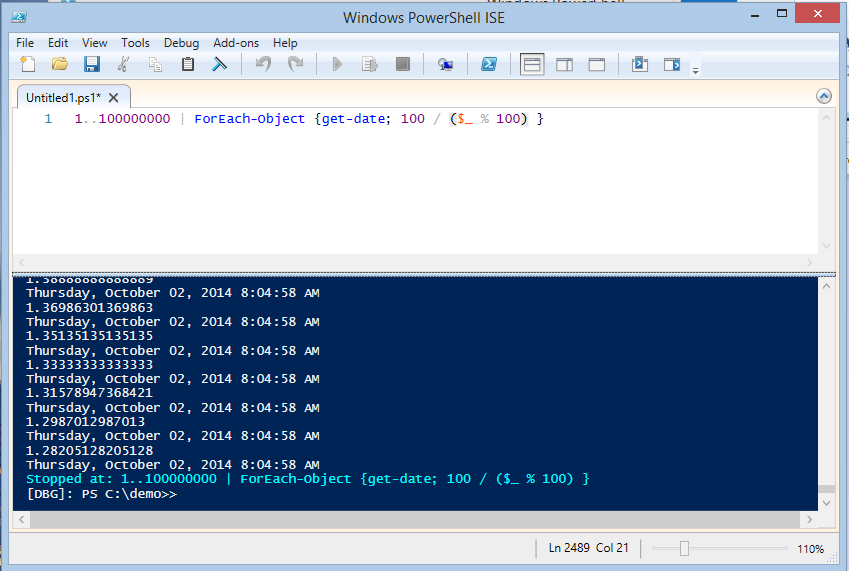 Windows PowerShell ISE
File Edit View Tools Debug Add-ons Help
Untitled1.ps1*
1 1..100000000 | ForEach-Object {get-date; 100 / ($_ % 100) }
1.38888888888889
Thursday, October 02, 2014 8:04:58 AM
1.36986301369863
Thursday, October 02, 2014 8:04:58 AM
1.35135135135135
Thursday, October 02, 2014 8:04:58 AM
1.33333333333333
Thursday, October 02, 2014 8:04:58 AM
1.31578947368421
Thursday, October 02, 2014 8:04:58 AM
1.2987012987013
Thursday, October 02, 2014 8:04:58 AM
1.28205128205128
Thursday, October 02, 2014 8:04:58 AM
Stopped at: 1..100000000 | ForEach-Object {get-date; 100 / ($_ % 100) }
[DBG]: PS C:\demo>>
Ln 2489 Col 21 110%